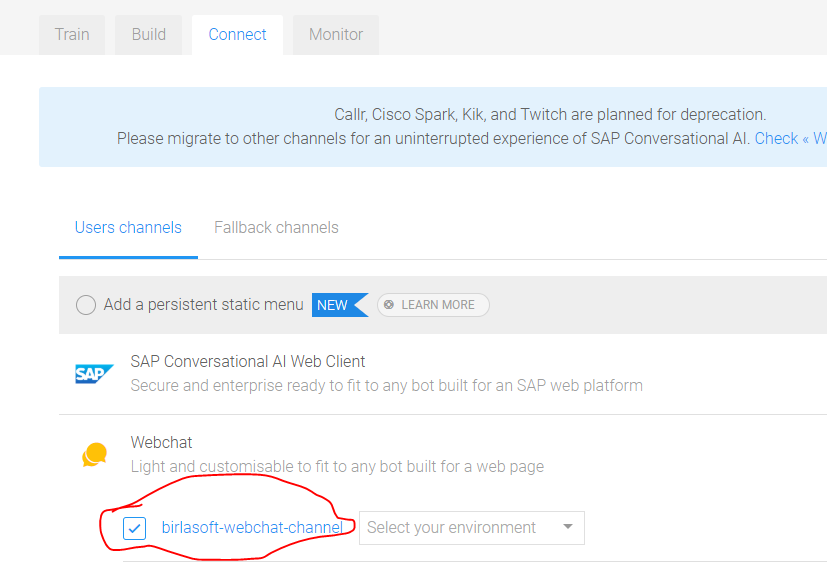 Train Build Connect Monitor
Callr, Cisco Spark, Kik, and Twitch are planned for deprecation.
Please migrate to other channels for an uninterrupted experience of SAP Conversational AI. Check « W
Users channels Fallback channels
Add a persistent static menu NEW LEARN MORE
SAP Conversational AI Web Client
SAP Secure and enterprise ready to fit to any bot built for an SAP web platform
Webchat
Light and customisable to fit to any bot built for a web page
birlasoft-webchat-channel Select your environment